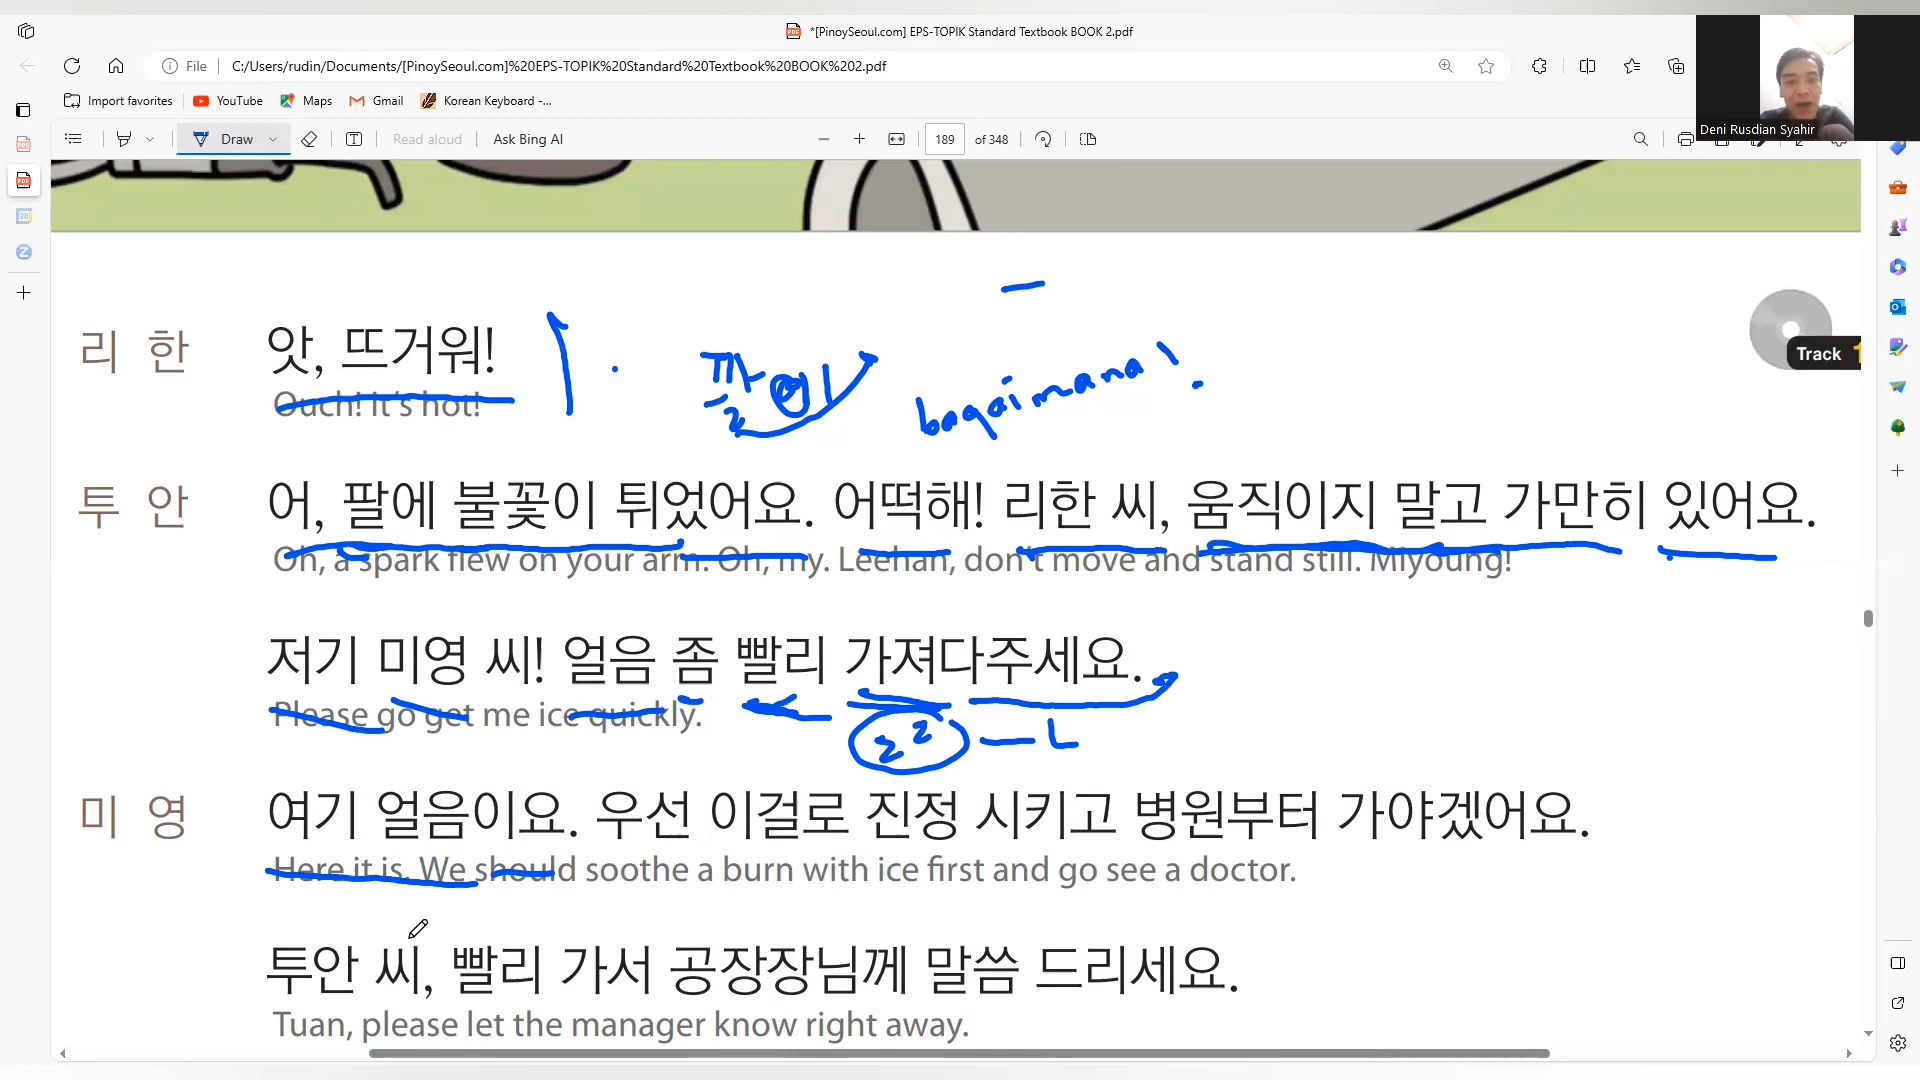 *[PinoySeoul.com] EPS-TOPIK Standard Textbook BOOK 2.pdf
File C:/Users/rudin/Documents/[PinoySeoul.com]%20EPS-TOPIK%20Standard%20Textbook%20BOOK%202.pdf
Import favorites YouTube Maps Gmail Korean Keyboard -...
Deni Rusdian Syahir
Draw Read aloud Ask Bing AI 189 of 348
리 한 앗, 뜨거워!
Ouch! It's hot!
bagaimana!
Track
투 안 어, 팔에 불꽃이 튀었어요. 어떡해! 리한 씨, 움직이지 말고 가만히 있어요.
Oh, a spark flew on your arm. Oh, my. Leehan, don't move and stand still. Miyoung!
저기 미영 씨! 얼음 좀 빨리 가져다주세요.
Please go get me ice quickly.
미 영 여기 얼음이요. 우선 이걸로 진정 시키고 병원부터 가야겠어요.
Here it is. We should soothe a burn with ice first and go see a doctor.
투안 씨, 빨리 가서 공장장님께 말씀 드리세요.
Tuan, please let the manager know right away.